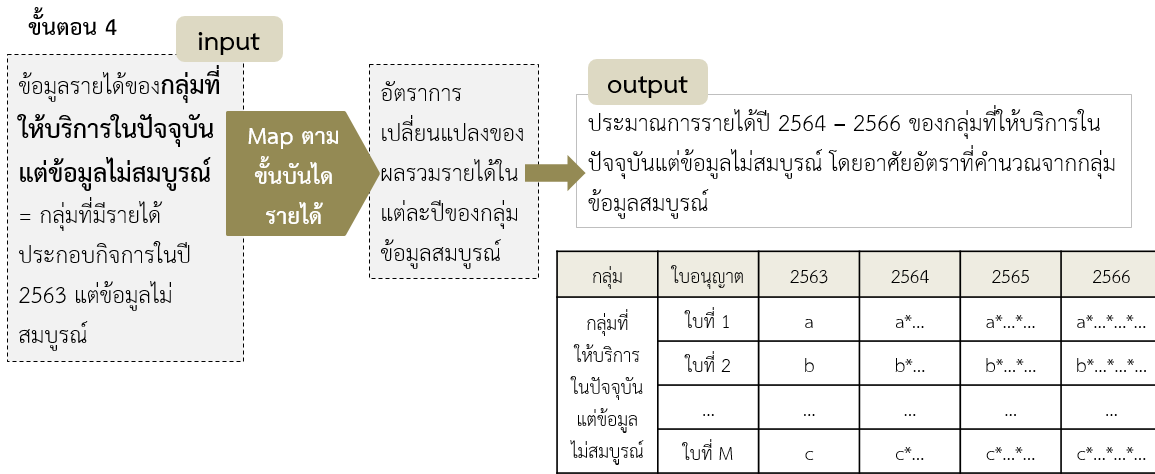 ขั้นตอน 4
input
ข้อมูลรายได้ของกลุ่มที่
ให้บริการในปัจจุบัน
แต่ข้อมูลไม่สมบูรณ์
= กลุ่มที่มีรายได้
ประกอบกิจการในปี
2563 แต่ข้อมูลไม่
สมบูรณ์
Map ตาม
ขั้นบันได
รายได้
อัตราการ
เปลี่ยนแปลงของ
ผลรวมรายได้ใน
แต่ละปีของกลุ่ม
ข้อมูลสมบูรณ์
output
ประมาณการรายได้ปี 2564 – 2566 ของกลุ่มที่ให้บริการใน
ปัจจุบันแต่ข้อมูลไม่สมบูรณ์ โดยอาศัยอัตราที่คำนวณจากกลุ่ม
ข้อมูลสมบูรณ์
กลุ่ม ใบอนุญาต 2563 2564 2565 2566
กลุ่มที่
ให้บริการ
ในปัจจุบัน
แต่ข้อมูล
ไม่สมบูรณ์
ใบที่ 1 a a*... a*...*... a*...*...*...
ใบที่ 2 b b*... b*...*... b*...*...*...
... ... ... ... ...
ใบที่ M c c*... c*...*... c*...*...*...